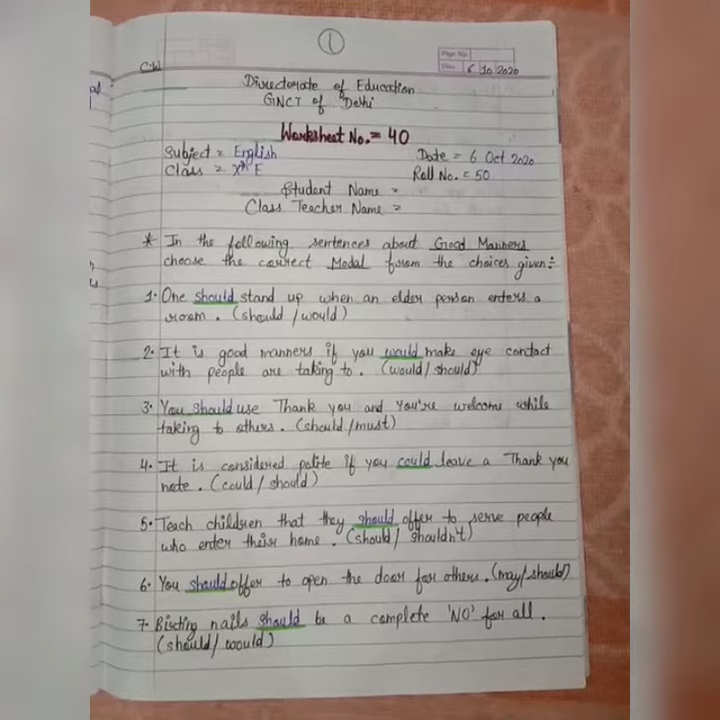 1
C.W
Page No.
Date 6 10 2020
Directorate of Education
GNCT of Delhi
Worksheet No. = 40
Subject = English
Date = 6 Oct 2020
Class = Xth E
Roll No. = 50
Student Name =
Class Teacher Name =
* In the following sentences about Good Manners
choose the correct Modal from the choices given:
1. One should stand up when an elder person enters a
room. (should/would)
2. It is good manners if you would make eye contact
with people are taking to. (would/should)
3. You should use Thank you and You're welcome while
taking to others. (should/must)
4. It is considered polite if you could leave a Thank you
note. (could/should)
5. Teach children that they should offer to serve people
who enter their home. (should/shouldn't)
6. You should offer to open the door for others. (may/should)
7. Biecting nails should be a complete 'NO' for all.
(should/would)